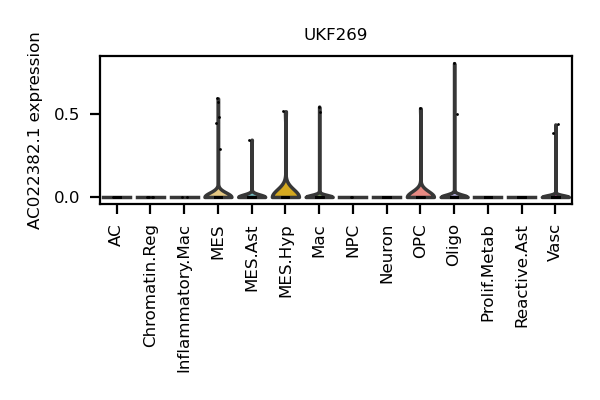 UKF269
AC022382.1 expression
0.5
0.0
AC
Chromatin.Reg
Inflammatory.Mac
MES
MES.Ast
MES.Hyp
Mac
NPC
Neuron
OPC
Oligo
Prolif.Metab
Reactive.Ast
Vasc